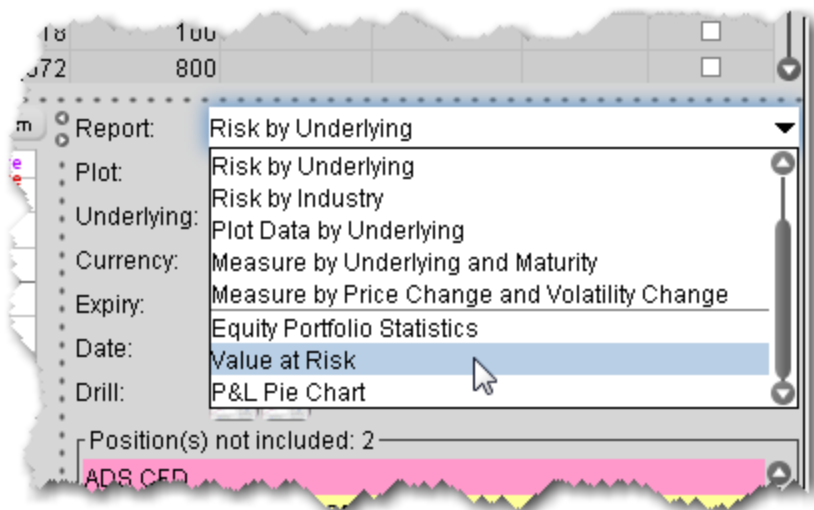 18 100
072 800
m
Report: Risk by Underlying
Plot: Risk by Underlying
Risk by Industry
Underlying: Plot Data by Underlying
Currency: Measure by Underlying and Maturity
Expiry: Measure by Price Change and Volatility Change
Equity Portfolio Statistics
Date: Value at Risk
Drill: P&L Pie Chart
Position(s) not included: 2
ADS CFD